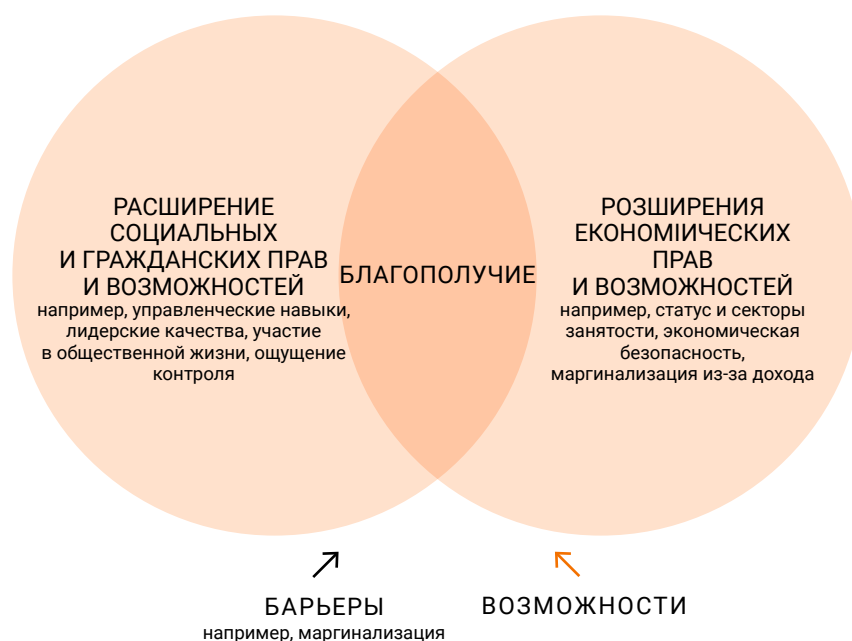 РАСШИРЕНИЕ
СОЦИАЛЬНЫХ
И ГРАЖДАНСКИХ ПРАВ
И ВОЗМОЖНОСТЕЙ
например, управленческие навыки,
лидерские качества, участие
в общественной жизни, ощущение
контроля
БЛАГОПОЛУЧИЕ
РОЗШИРЕНИЯ
ЕКОНОМІИЧЕСКИХ
ПРАВ
И ВОЗМОЖНОСТЕЙ
например, статус и секторы
занятости, экономическая
безопасность,
маргинализация из-за дохода
БАРЬЕРЫ
например, маргинализация
ВОЗМОЖНОСТИ